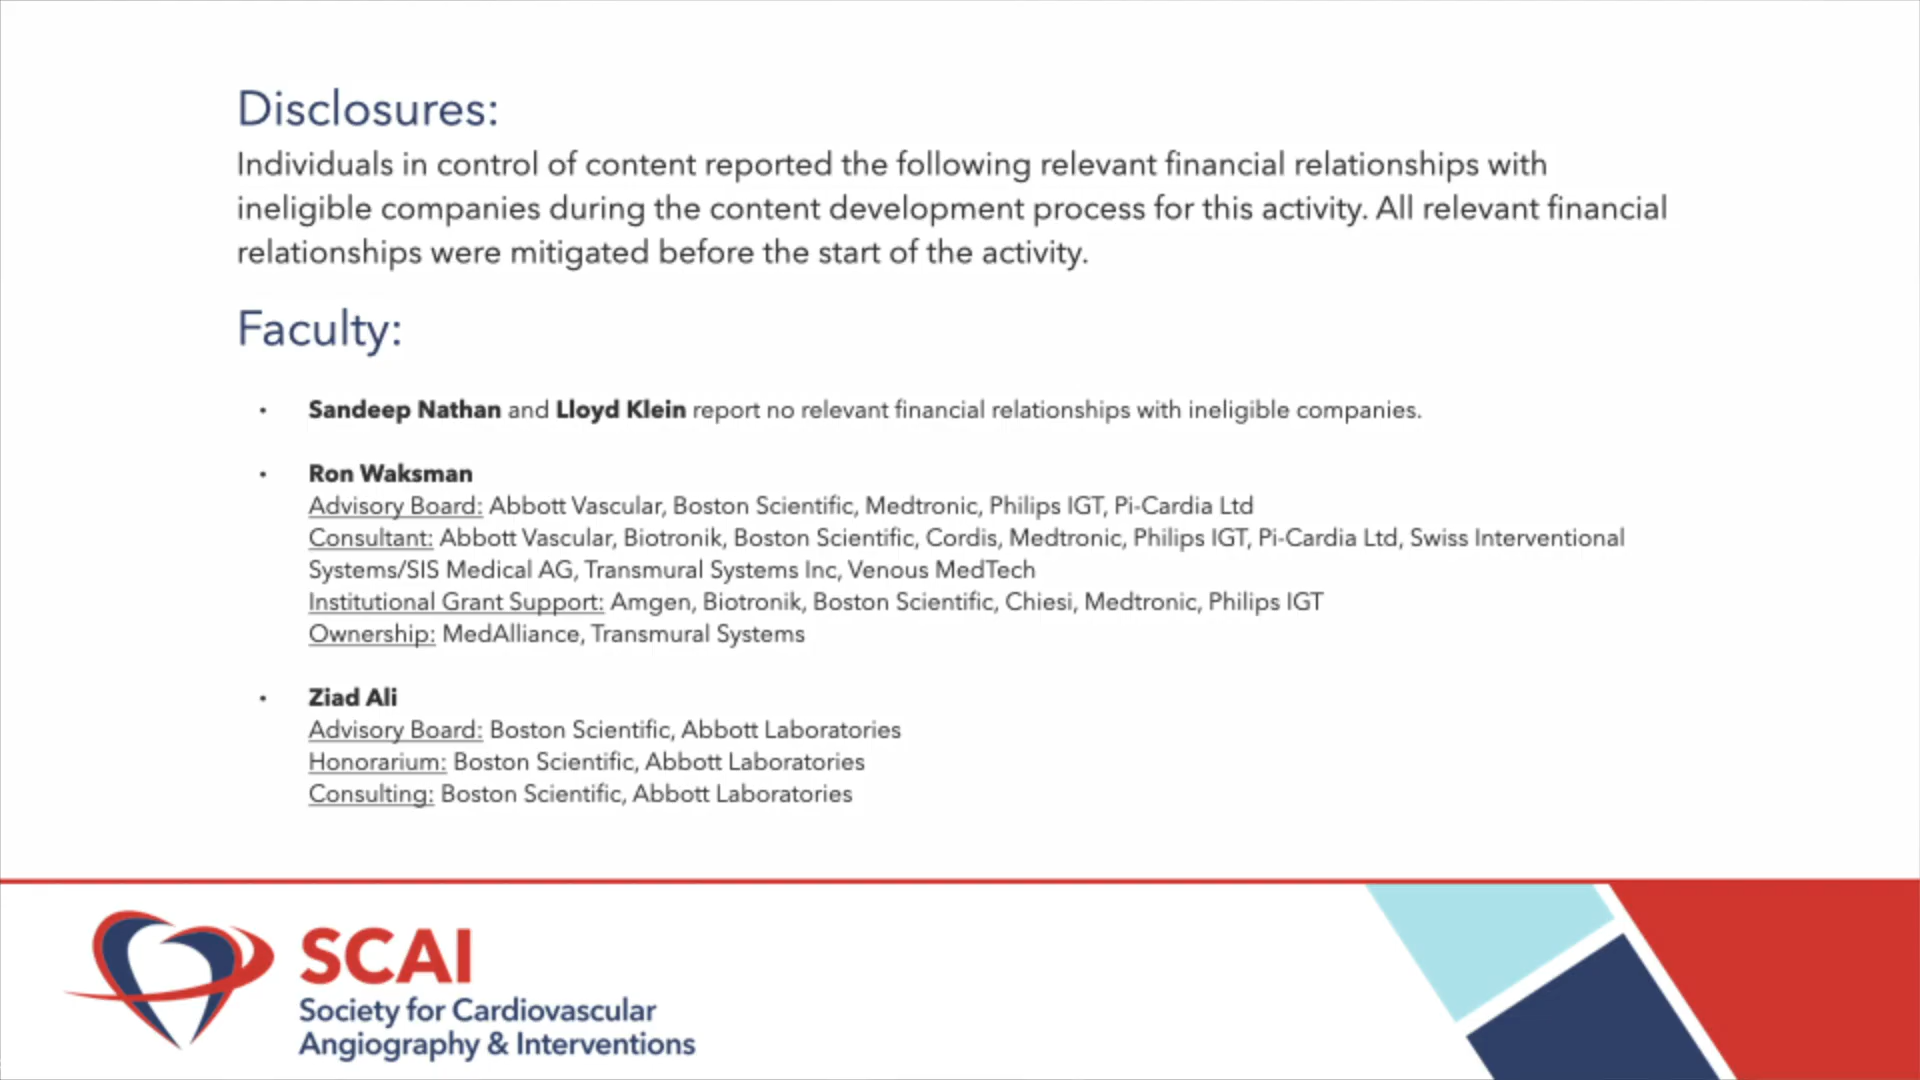 Disclosures:
Individuals in control of content reported the following relevant financial relationships with
ineligible companies during the content development process for this activity. All relevant financial
relationships were mitigated before the start of the activity.
Faculty:
• Sandeep Nathan and Lloyd Klein report no relevant financial relationships with ineligible companies.
• Ron Waksman
Advisory Board: Abbott Vascular, Boston Scientific, Medtronic, Philips IGT, Pi-Cardia Ltd
Consultant: Abbott Vascular, Biotronik, Boston Scientific, Cordis, Medtronic, Philips IGT, Pi-Cardia Ltd, Swiss Interventional
Systems/SIS Medical AG, Transmural Systems Inc, Venous MedTech
Institutional Grant Support: Amgen, Biotronik, Boston Scientific, Chiesi, Medtronic, Philips IGT
Ownership: MedAlliance, Transmural Systems
• Ziad Ali
Advisory Board: Boston Scientific, Abbott Laboratories
Honorarium: Boston Scientific, Abbott Laboratories
Consulting: Boston Scientific, Abbott Laboratories
SCAI
Society for Cardiovascular
Angiography & Interventions